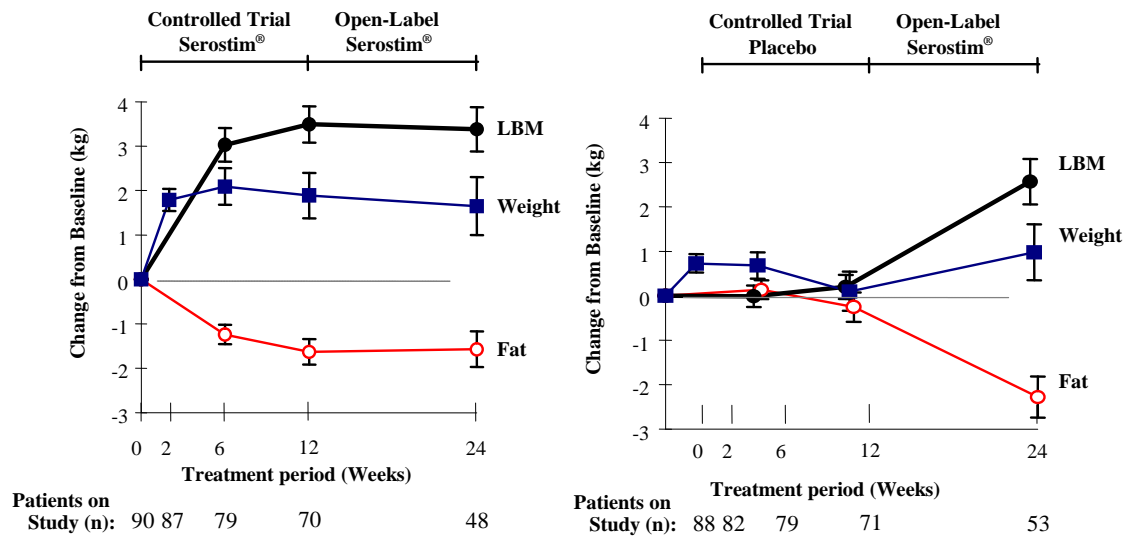 Controlled Trial
Serostim®
Open-Label
Serostim®
Change from Baseline (kg)
4
3
2
1
0
-1
-2
-3
LBM
Weight
Fat
0 2 6 12 24
Treatment period (Weeks)
Patients on
Study (n): 90 87 79 70 48
Controlled Trial
Placebo
Open-Label
Serostim®
Change from Baseline (kg)
4
3
2
1
0
-1
-2
-3
LBM
Weight
Fat
0 2 6 12 24
Treatment period (Weeks)
Patients on
Study (n): 88 82 79 71 53